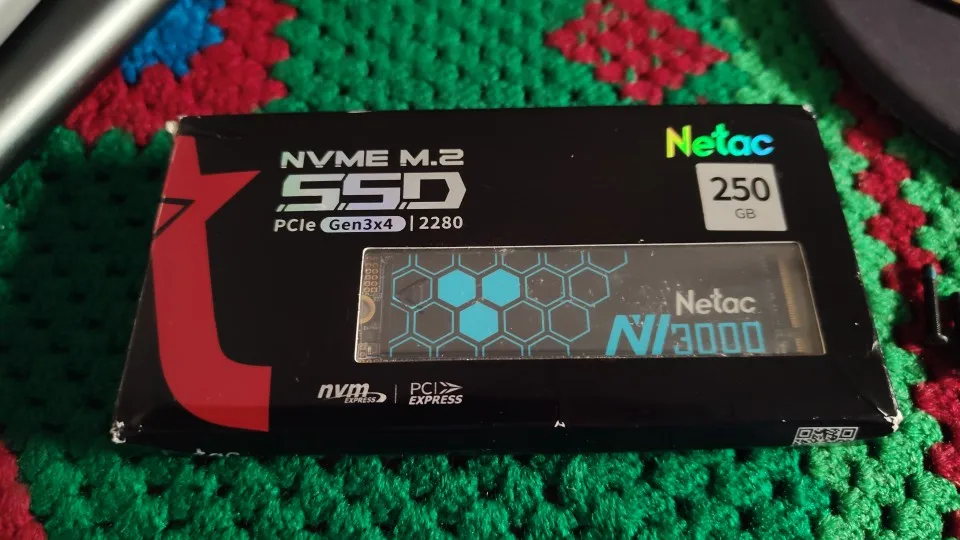 NVME M.2
SSD
PCIe Gen3x4 | 2280
Netac
250
GB
Netac
NV3000
nvm
EXPRESS
PCI
EXPRESS